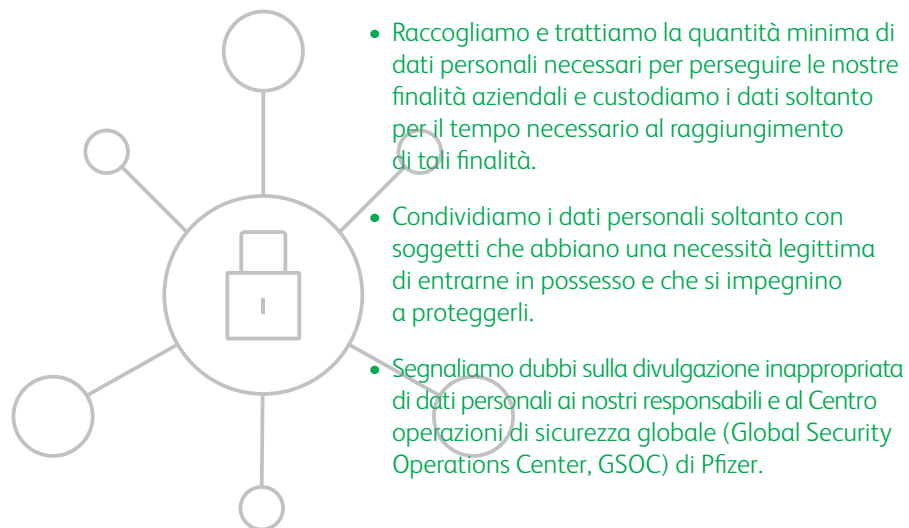 • Raccogliamo e trattiamo la quantità minima di
dati personali necessari per perseguire le nostre
finalità aziendali e custodiamo i dati soltanto
per il tempo necessario al raggiungimento
di tali finalità.
• Condividiamo i dati personali soltanto con
soggetti che abbiano una necessità legittima
di entrarne in possesso e che si impegnino
a proteggerli.
• Segnaliamo dubbi sulla divulgazione inappropriata
di dati personali ai nostri responsabili e al Centro
operazioni di sicurezza globale (Global Security
Operations Center, GSOC) di Pfizer.